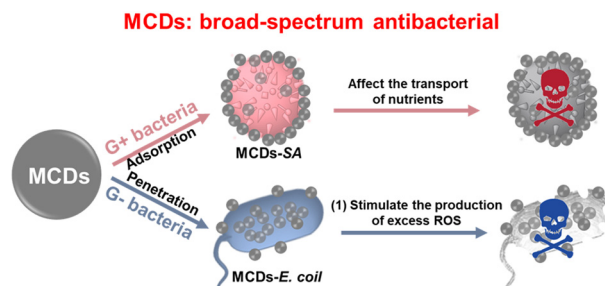 MCDs: broad-spectrum antibacterial
MCDs
G+ bacteria
Adsorption
Penetration
G- bacteria
MCDs-SA
Affect the transport
of nutrients
MCDs-E. coil
(1) Stimulate the production
of excess ROS